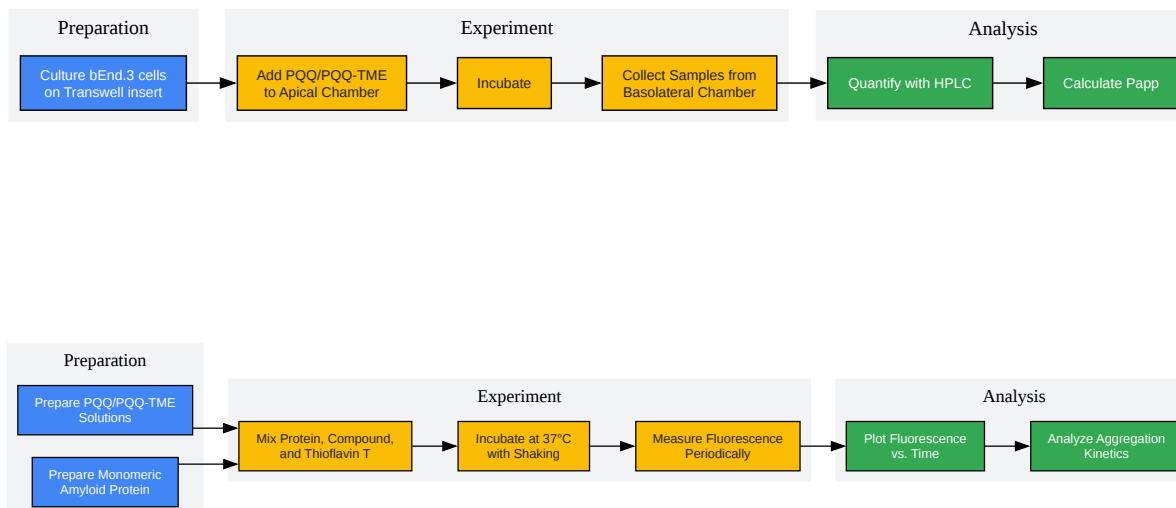 Preparation
Experiment
Analysis
Culture bEnd.3 cells
on Transwell insert
Add PQQ/PQQ-TME
to Apical Chamber
Incubate
Collect Samples from
Basolateral Chamber
Quantify with HPLC
Calculate Papp
Preparation
Experiment
Analysis
Prepare PQQ/PQQ-TME
Solutions
Prepare Monomeric
Amyloid Protein
Mix Protein, Compound,
and Thioflavin T
Incubate at 37°C
with Shaking
Measure Fluorescence
Periodically
Plot Fluorescence
vs. Time
Analyze Aggregation
Kinetics